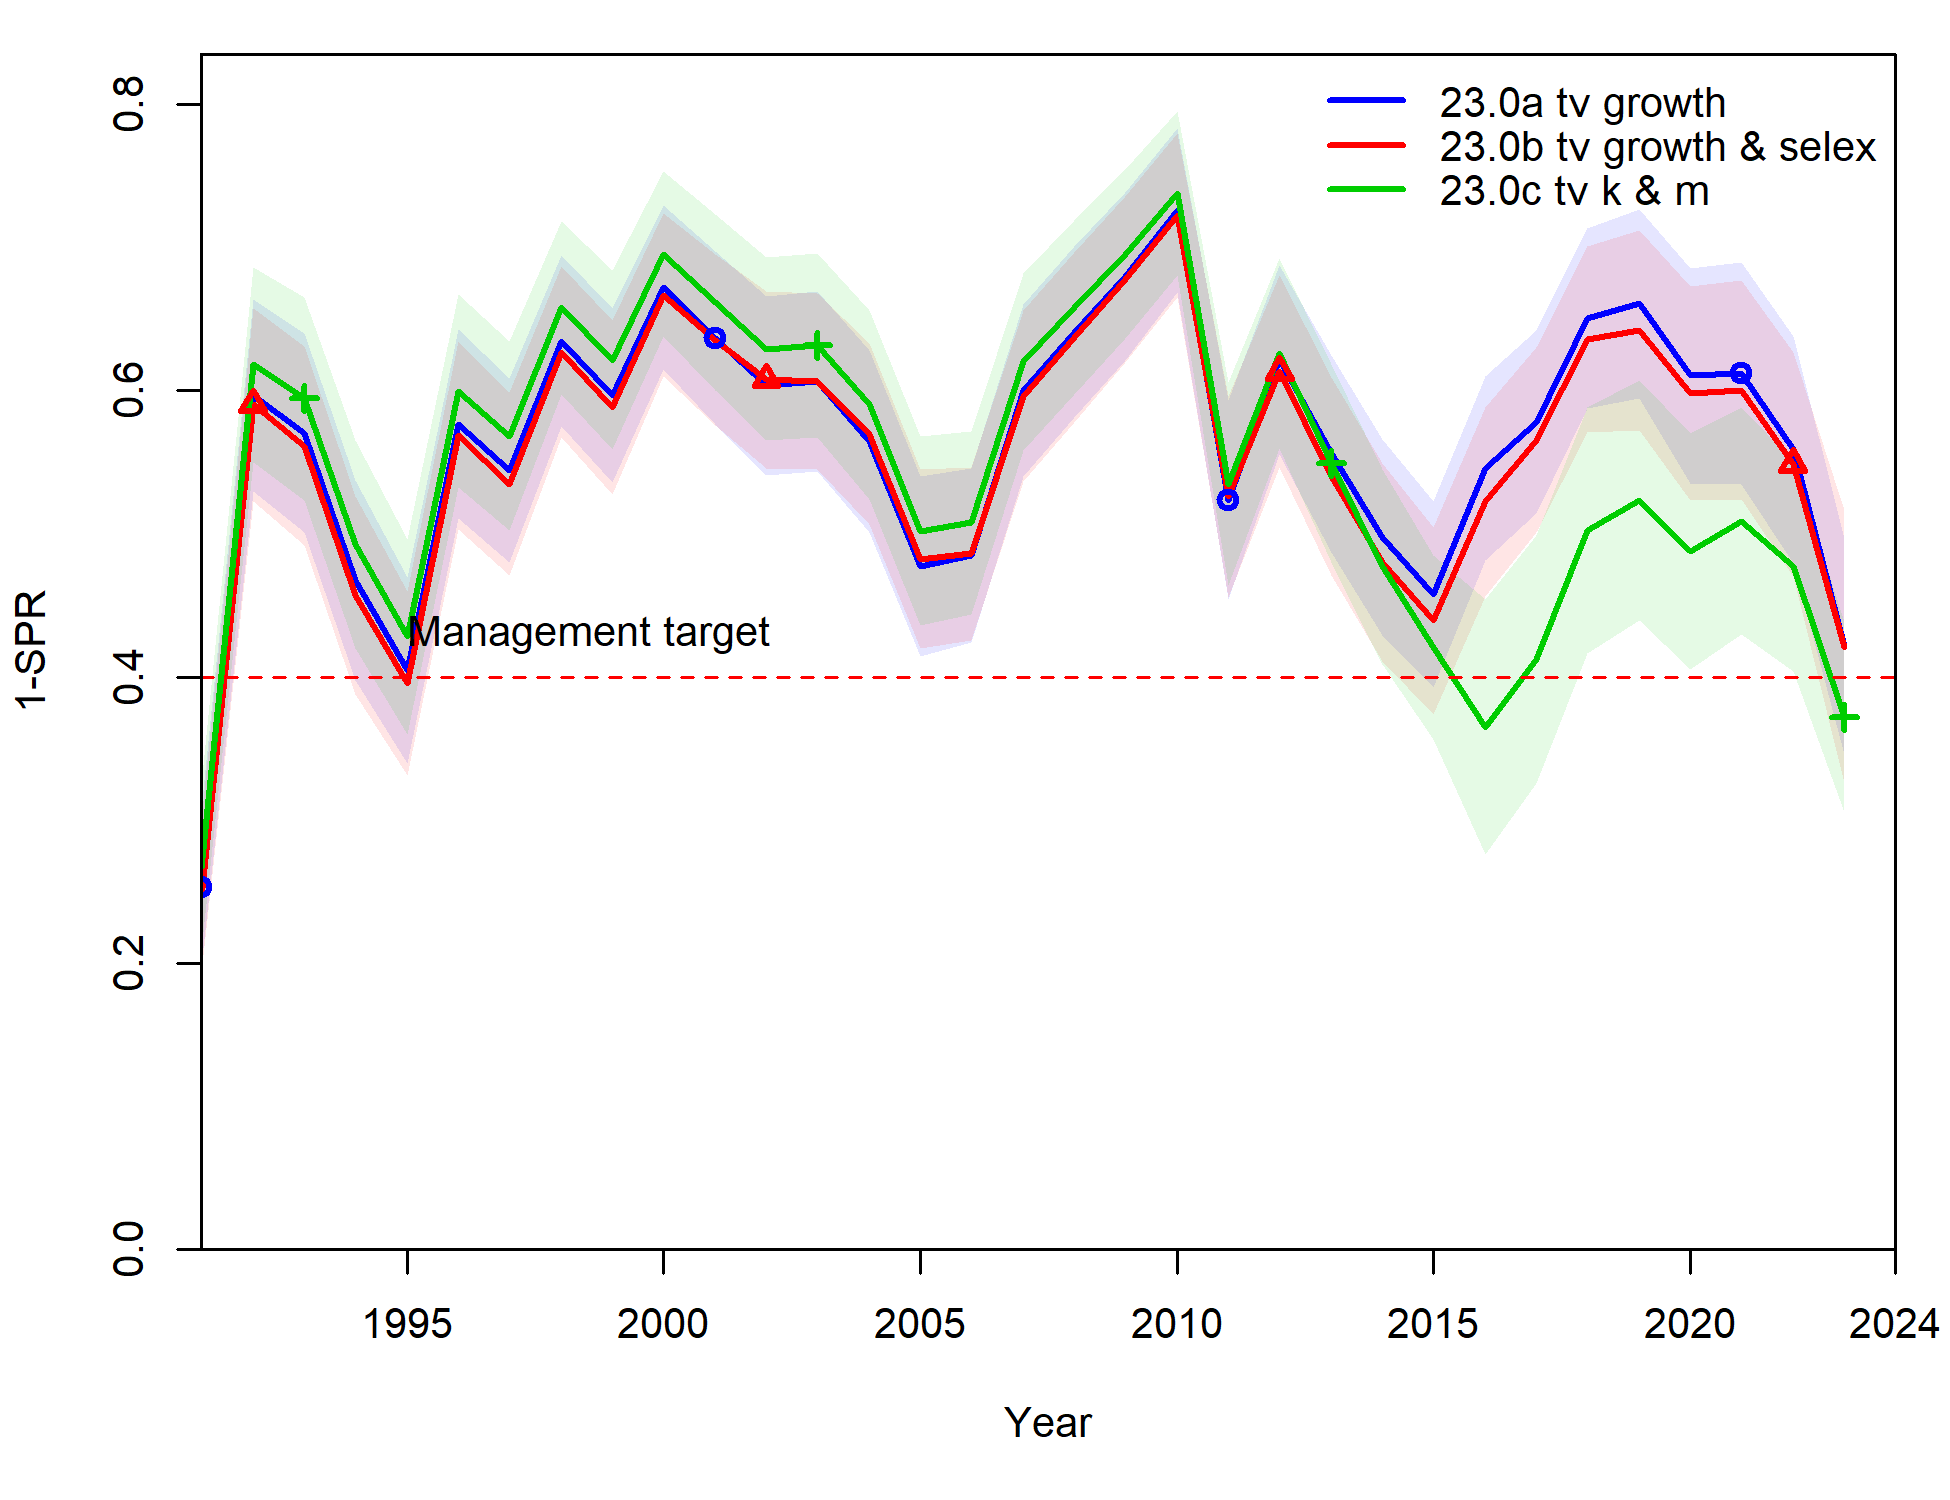 0.8
23.0a tv growth
23.0b tv growth & selex
23.0c tv k & m
0.6
1-SPR
Management target
0.4
0.2
0.0
1995 2000 2005 2010 2015 2020 2024
Year